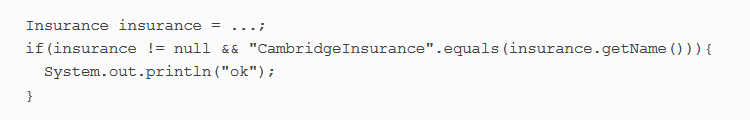 Insurance insurance = ...;
if(insurance != null && "CambridgeInsurance".equals(insurance.getName())){
  System.out.println("ok");
}